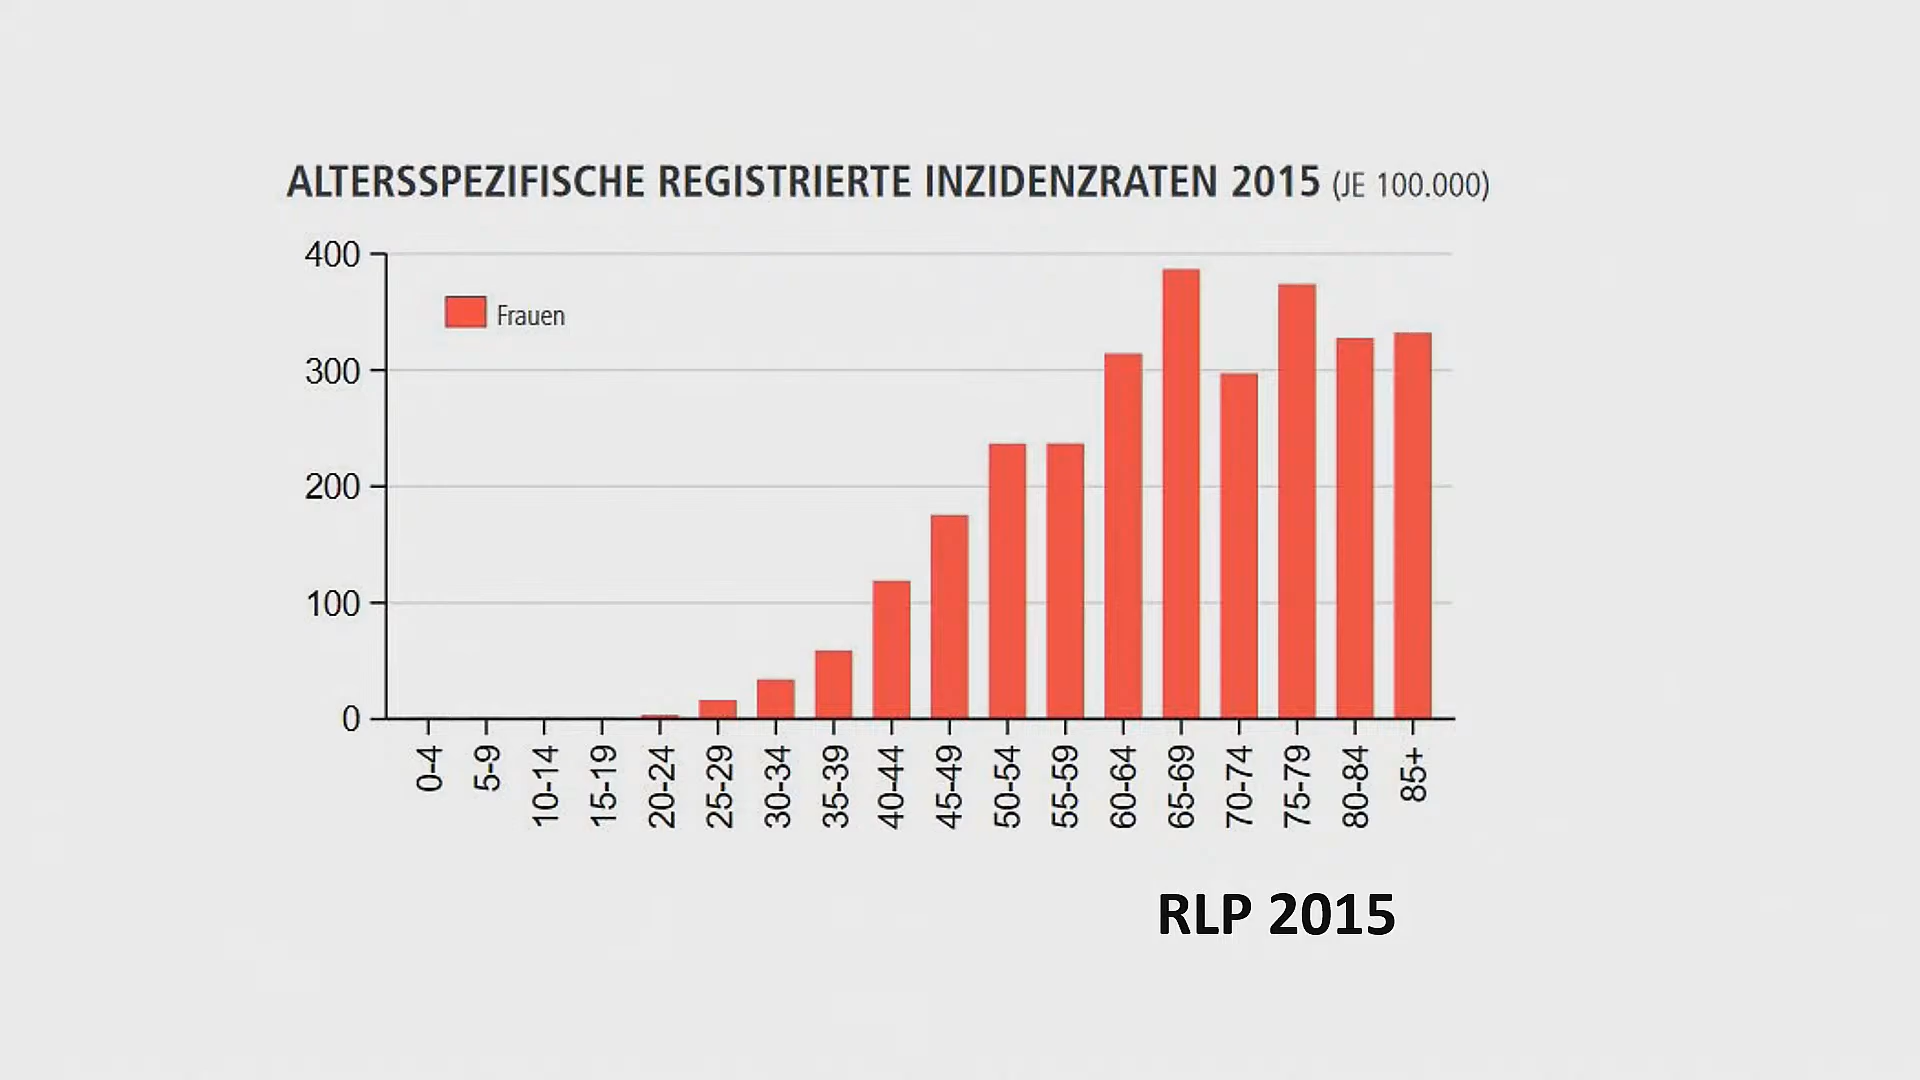 ALTERSSPEZIFISCHE REGISTRIERTE INZIDENZRATEN 2015 (JE 100.000)
400
Frauen
300
200
100
0
0-4 5-9 10-14 15-19 20-24 25-29 30-34 35-39 40-44 45-49 50-54 55-59 60-64 65-69 70-74 75-79 80-84 85+
RLP 2015